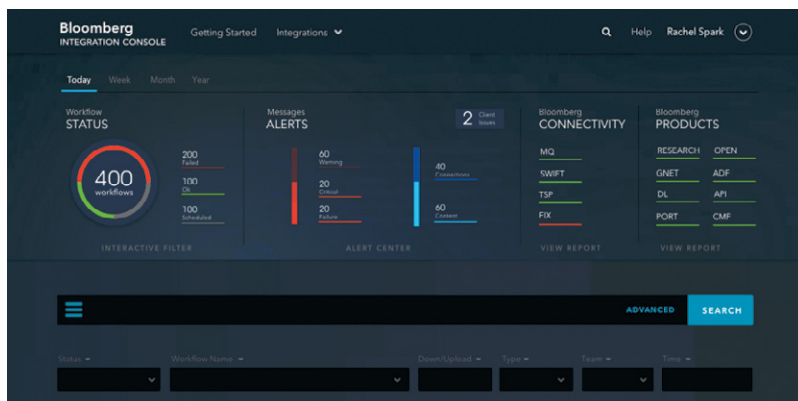 Bloomberg
INTEGRATION CONSOLE
Getting Started
Integrations
Help
Rachel Spark
Today
Week
Month
Year
Workflow
STATUS
400
workflows
200
Failed
100
Ok
100
Scheduled
INTERACTIVE FILTER
Messages
ALERTS
2 Client Issues
60
Warning
20
Critical
20
Failure
40
Connections
60
Content
ALERT CENTER
Bloomberg
CONNECTIVITY
MQ
SWIFT
TSP
FIX
VIEW REPORT
Bloomberg
PRODUCTS
RESEARCH OPEN
GNET ADF
DL API
PORT CMF
VIEW REPORT
ADVANCED
SEARCH
Status
Workflow Name
Down/Upload
Type
Team
Time